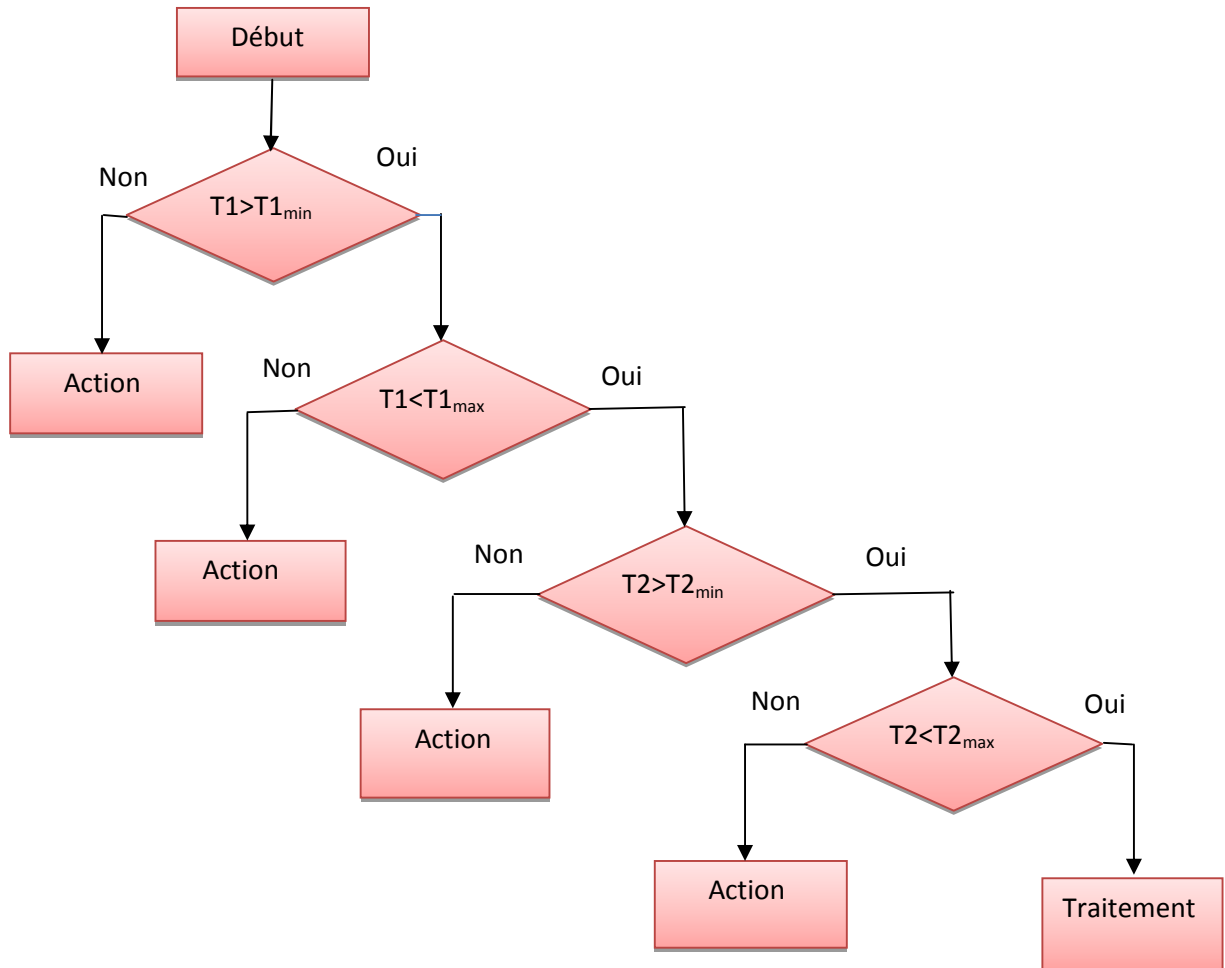 Début
Non
Oui
T1>T1min
Action
Non
T1<T1max
Oui
Action
Non
T2>T2min
Oui
Action
Non
T2<T2max
Oui
Action
Traitement